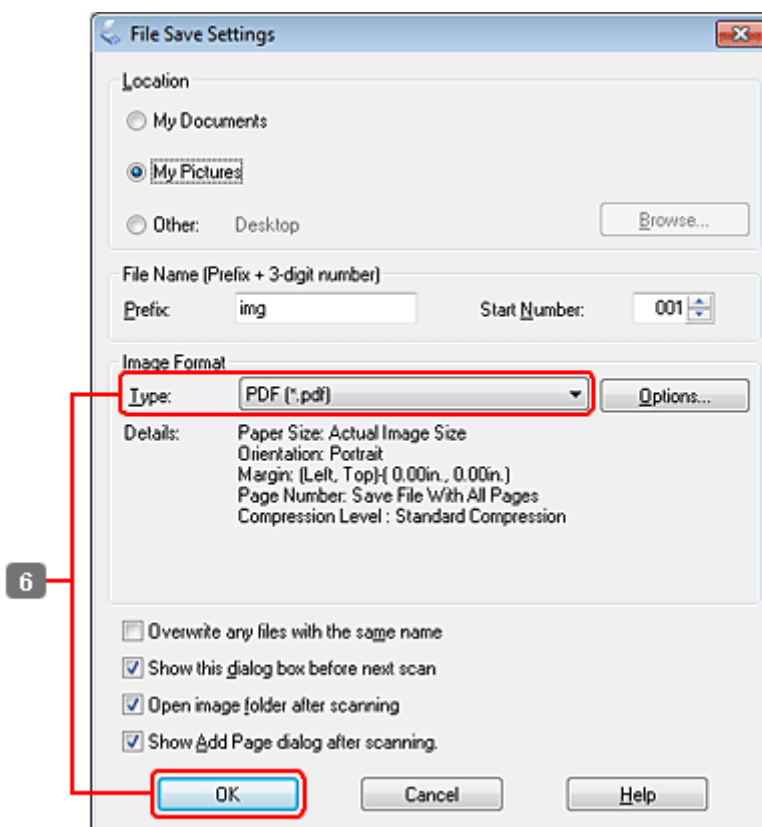 File Save Settings
Location
My Documents
My Pictures
Other: Desktop Browse...
File Name (Prefix + 3-digit number)
Prefix: img Start Number: 001
Image Format
Type: PDF (*.pdf) Options...
Details: Paper Size: Actual Image Size
Orientation: Portrait
Margin: (Left, Top)-( 0.00in., 0.00in.)
Page Number: Save File With All Pages
Compression Level : Standard Compression
6
Overwrite any files with the same name
Show this dialog box before next scan
Open image folder after scanning
Show Add Page dialog after scanning.
OK Cancel Help